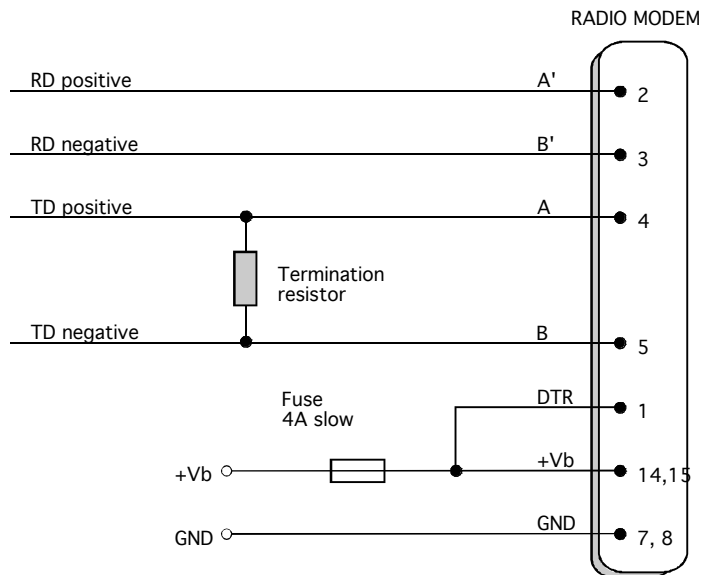 RADIO MODEM
RD positive A' 2
RD negative B' 3
TD positive A 4
Termination
resistor
TD negative B 5
Fuse
4A slow
DTR 1
+Vb +Vb 14,15
GND GND 7, 8